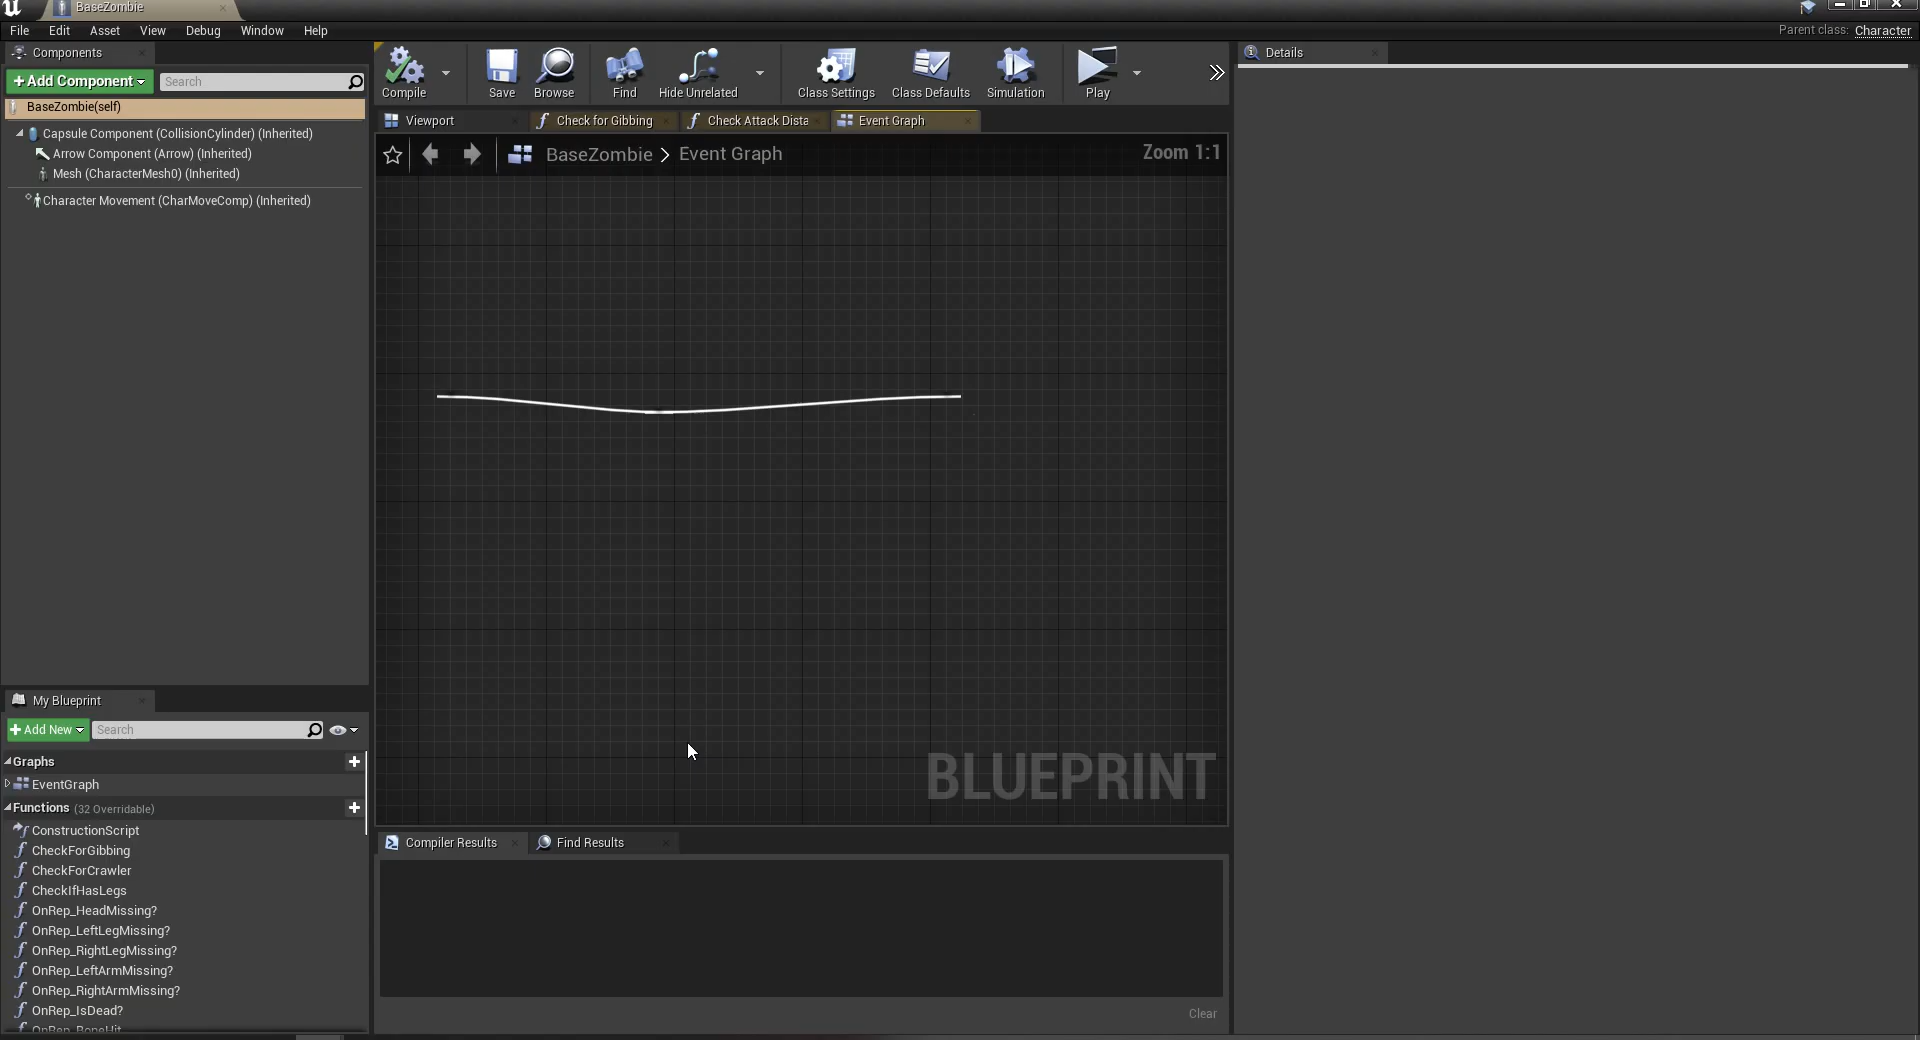 BaseZombie
File Edit Asset View Debug Window Help
Parent class: Character
Components
+Add Component
Search
BaseZombie(self)
Capsule Component (CollisionCylinder) (Inherited)
Arrow Component (Arrow) (Inherited)
Mesh (CharacterMesh0) (Inherited)
Character Movement (CharMoveComp) (Inherited)
Compile Save Browse Find Hide Unrelated Class Settings Class Defaults Simulation Play
Viewport Check for Gibbing Check Attack Dista Event Graph
BaseZombie > Event Graph
Zoom 1:1
BLUEPRINT
Details
My Blueprint
+Add New
Search
Graphs
EventGraph
Functions (32 Overridable)
ConstructionScript
CheckForGibbing
CheckForCrawler
CheckIfHasLegs
OnRep_HeadMissing?
OnRep_LeftLegMissing?
OnRep_RightLegMissing?
OnRep_LeftArmMissing?
OnRep_RightArmMissing?
OnRep_IsDead?
OnRep_BoneHit
Compiler Results Find Results
Clear